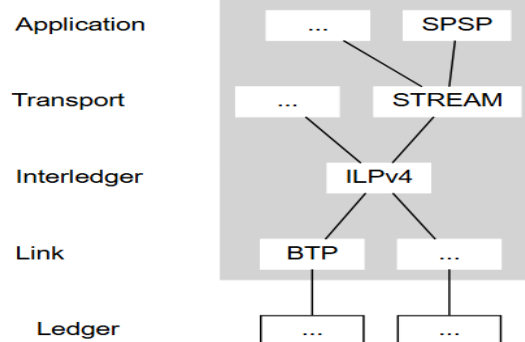 Application ... SPSP
Transport ... STREAM
Interledger ILPv4
Link BTP ...
Ledger ... ...